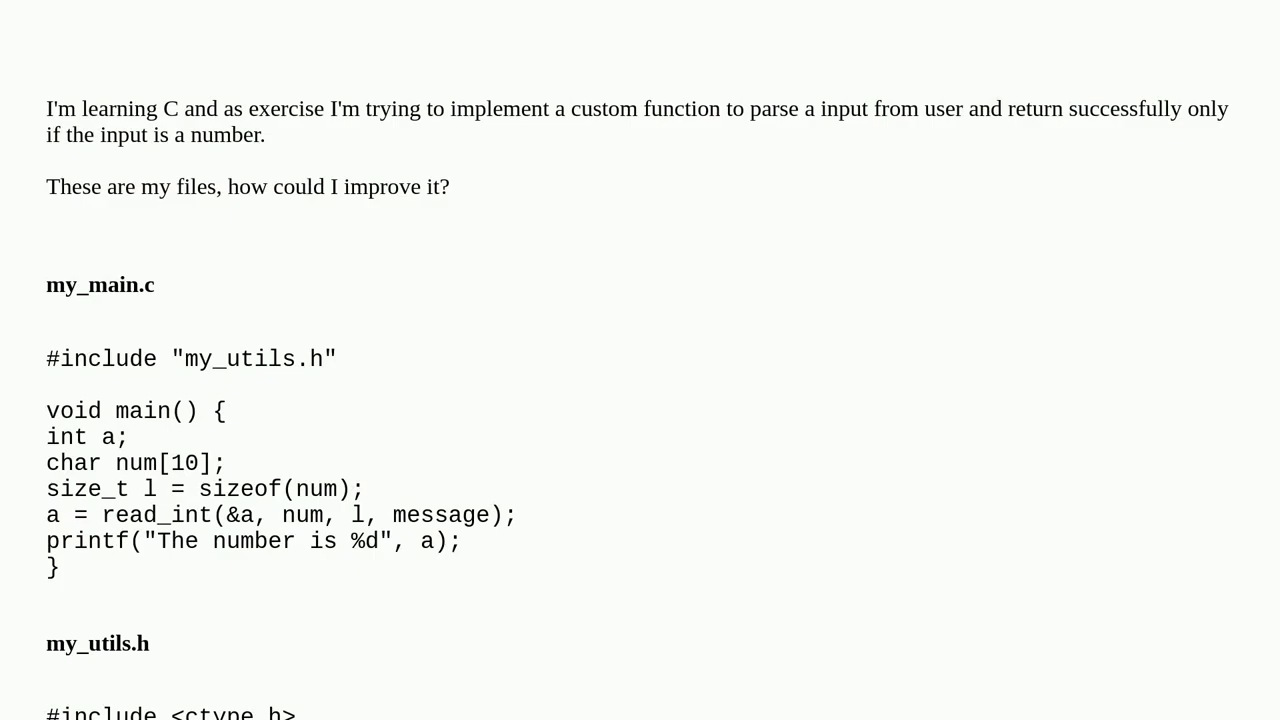 I'm learning C and as exercise I'm trying to implement a custom function to parse a input from user and return successfully only
if the input is a number.
These are my files, how could I improve it?
my_main.c
#include "my_utils.h"
void main() {
int a;
char num[10];
size_t l = sizeof(num);
a = read_int(&a, num, l, message);
printf("The number is %d", a);
}
my_utils.h
#include <ctype.h>